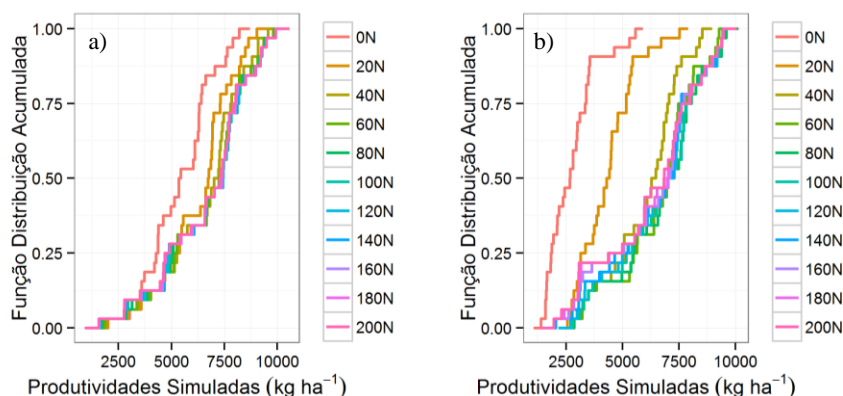 a)
Função Distribuição Acumulada
1.00
0.75
0.50
0.25
0.00
2500 5000 7500 10000
Produtividades Simuladas (kg ha⁻¹)
0N
20N
40N
60N
80N
100N
120N
140N
160N
180N
200N
b)
Função Distribuição Acumulada
1.00
0.75
0.50
0.25
0.00
2500 5000 7500 10000
Produtividades Simuladas (kg ha⁻¹)
0N
20N
40N
60N
80N
100N
120N
140N
160N
180N
200N